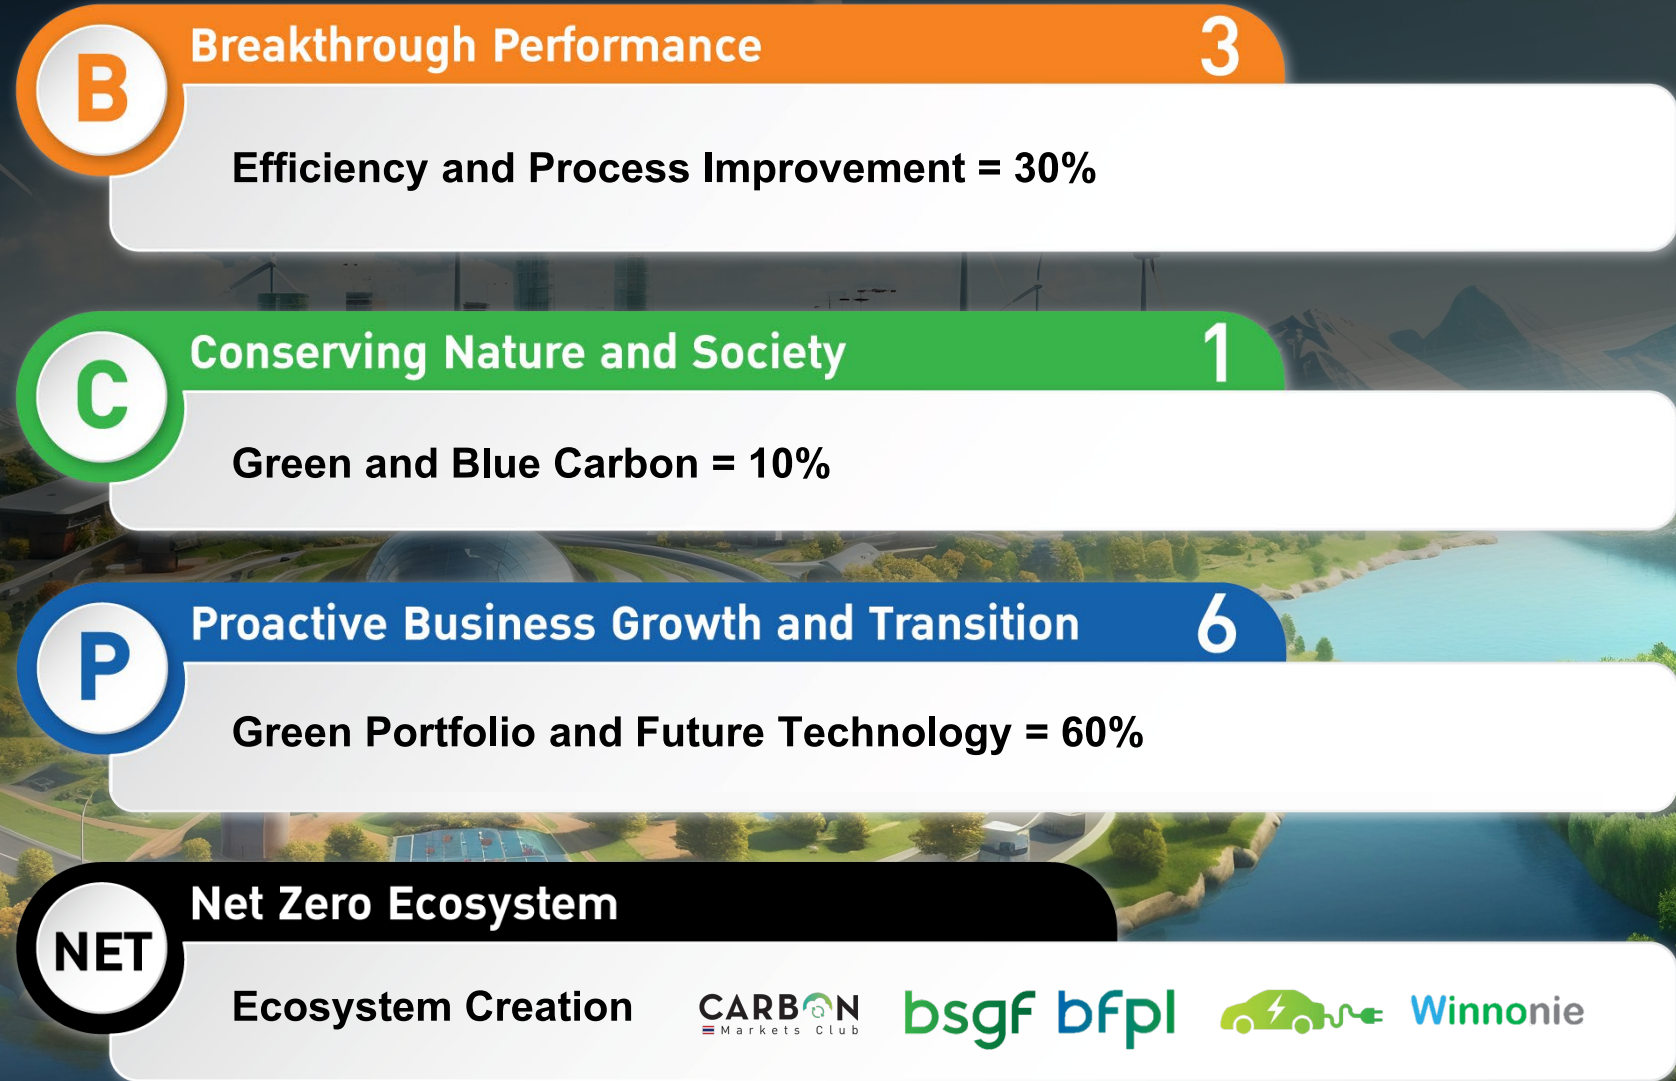 B
Breakthrough Performance 3
Efficiency and Process Improvement = 30%
C
Conserving Nature and Society 1
Green and Blue Carbon = 10%
P
Proactive Business Growth and Transition 6
Green Portfolio and Future Technology = 60%
NET
Net Zero Ecosystem
Ecosystem Creation
CARBON
Markets Club
bsgf bfpl
Winnonie